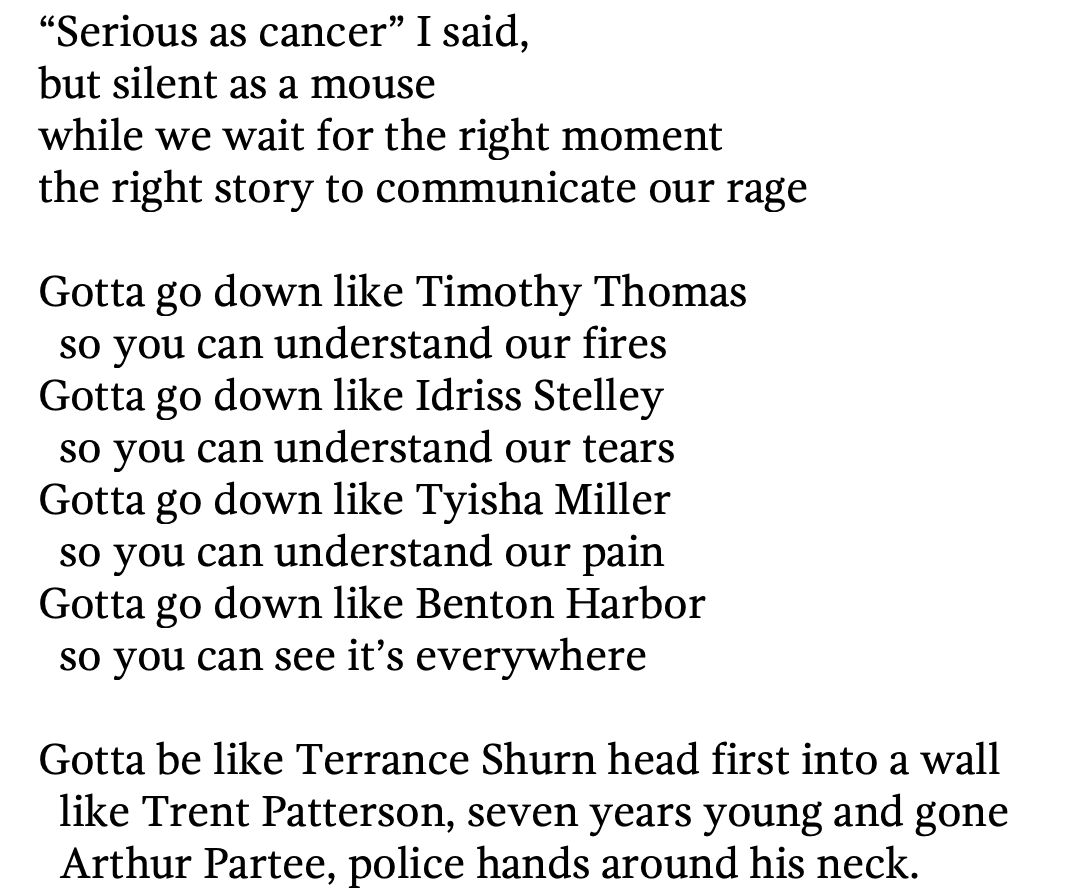 “Serious as cancer” I said,
but silent as a mouse
while we wait for the right moment
the right story to communicate our rage
Gotta go down like Timothy Thomas
so you can understand our fires
Gotta go down like Idriss Stelley
so you can understand our tears
Gotta go down like Tyisha Miller
so you can understand our pain
Gotta go down like Benton Harbor
so you can see it’s everywhere
Gotta be like Terrance Shurn head first into a wall
like Trent Patterson, seven years young and gone
Arthur Partee, police hands around his neck.